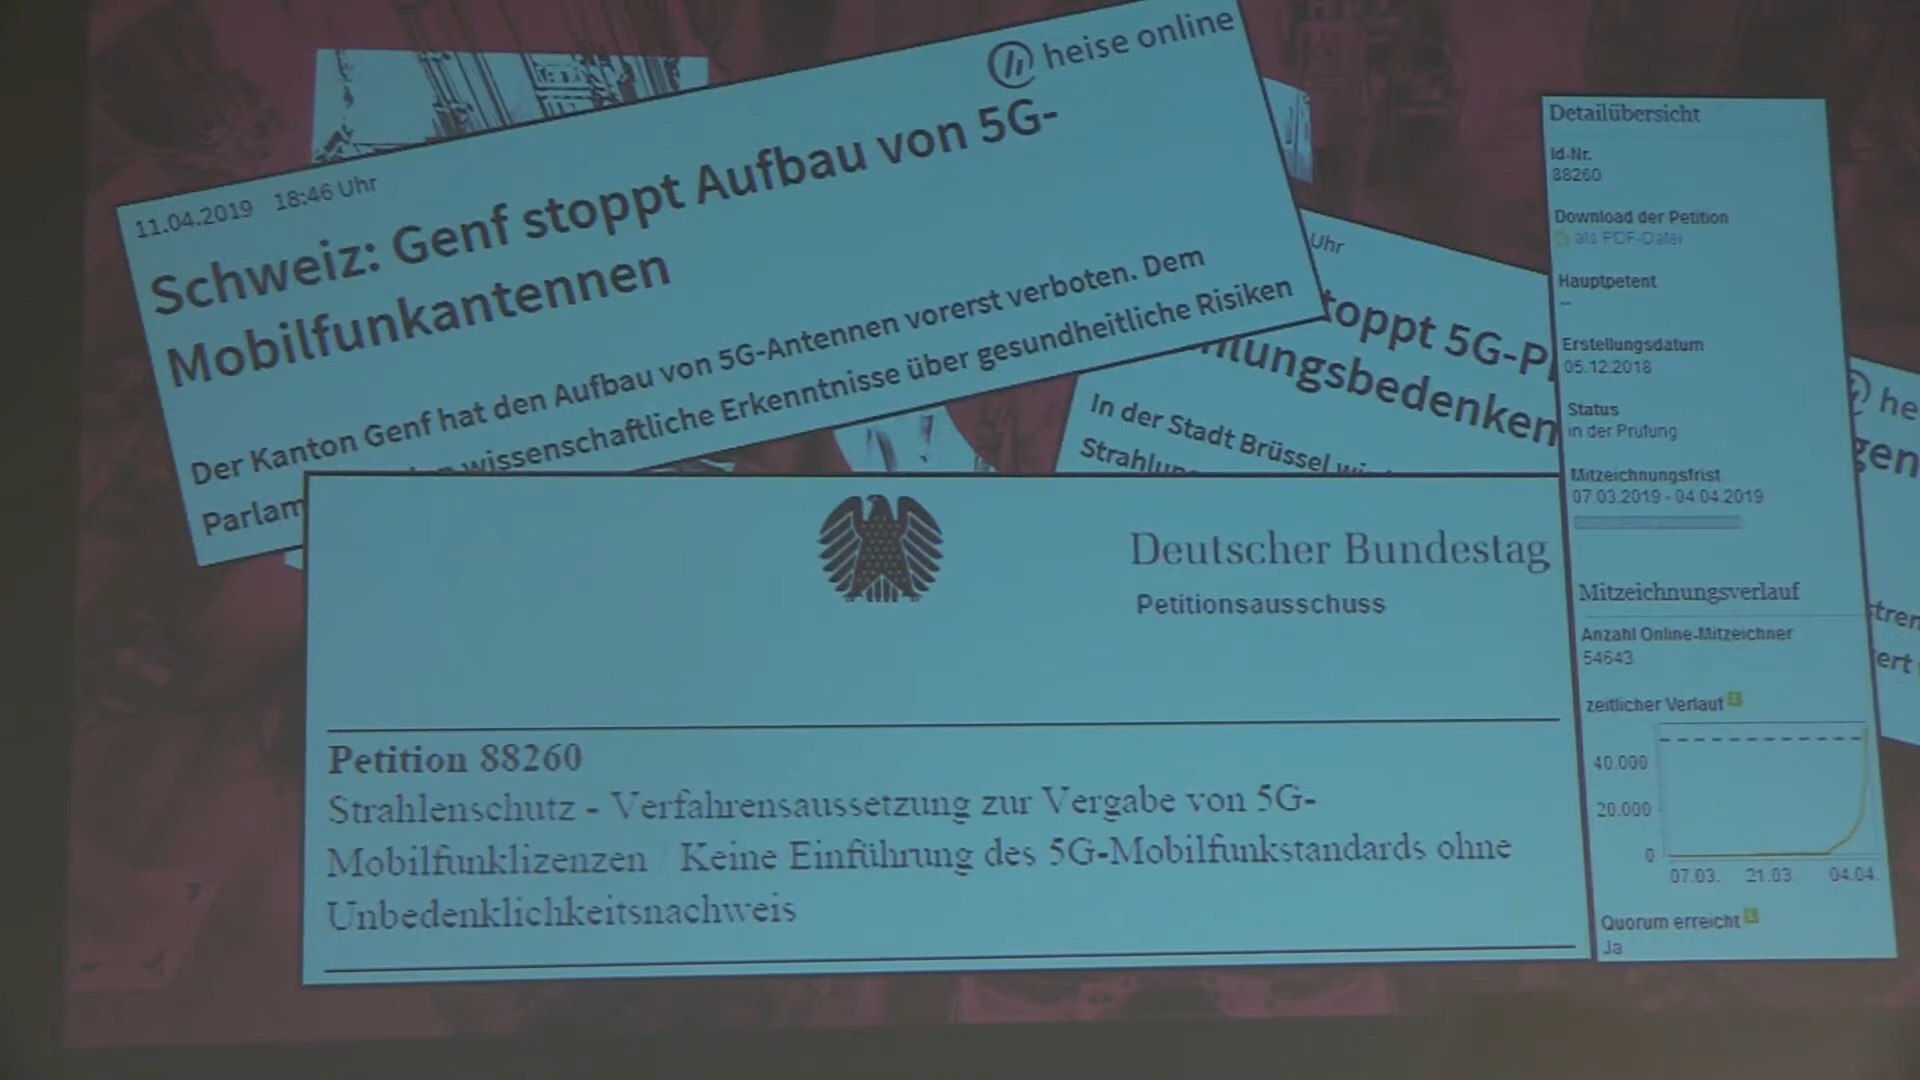 heise online
11.04.2019 18:46 Uhr
Schweiz: Genf stoppt Aufbau von 5G-
Mobilfunkantennen
Der Kanton Genf hat den Aufbau von 5G-Antennen vorerst verboten. Dem
wissenschaftliche Erkenntnisse über gesundheitliche Risiken
Uhr
toppt 5G-P
lungsbedenken
In der Stadt Brüssel
Deutscher Bundestag
Petitionsausschuss
Petition 88260
Strahlenschutz - Verfahrensaussetzung zur Vergabe von 5G-
Mobilfunklizenzen / Keine Einführung des 5G-Mobilfunkstandards ohne
Unbedenklichkeitsnachweis
Detailübersicht
Id-Nr.
88260
Download der Petition
als PDF-Datei
Hauptpetent
–
Erstellungsdatum
05.12.2018
Status
in der Prüfung
Mitzeichnungsfrist
07.03.2019 - 04.04.2019
Mitzeichnungsverlauf
Anzahl Online-Mitzeichner
54643
zeitlicher Verlauf
40.000
20.000
0
07.03. 21.03. 04.04.
Quorum erreicht
Ja